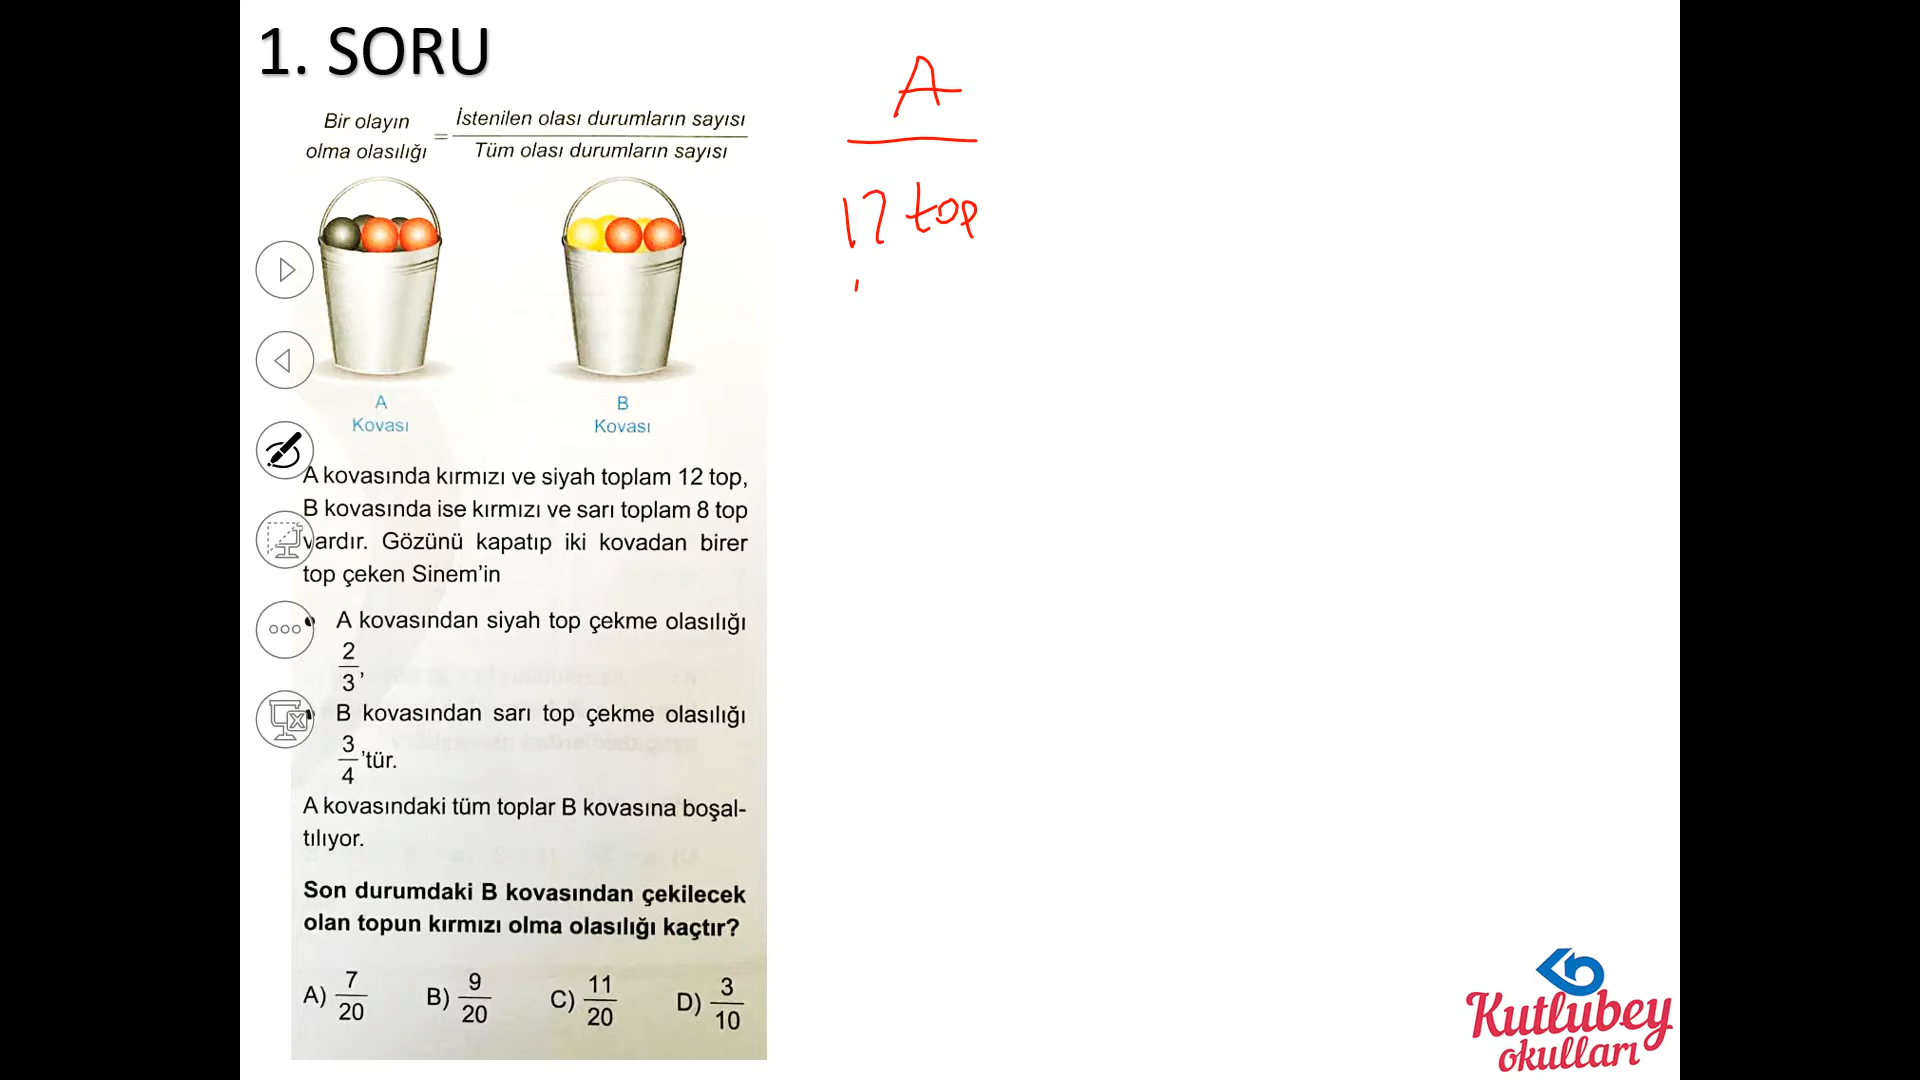 1. SORU
Bir olayın
olma olasılığı
=
İstenilen olası durumların sayısı
Tüm olası durumların sayısı
A
Kovası
B
Kovası
A kovasında kırmızı ve siyah toplam 12 top,
B kovasında ise kırmızı ve sarı toplam 8 top
vardır. Gözünü kapatıp iki kovadan birer
top çeken Sinem'in
• A kovasından siyah top çekme olasılığı
2
3,
• B kovasından sarı top çekme olasılığı
3
4'tür.
A kovasındaki tüm toplar B kovasına boşal-
tılıyor.
Son durumdaki B kovasından çekilecek
olan topun kırmızı olma olasılığı kaçtır?
A) 7/20 B) 9/20 C) 11/20 D) 3/10
A
12 top
Kutlubey
okulları